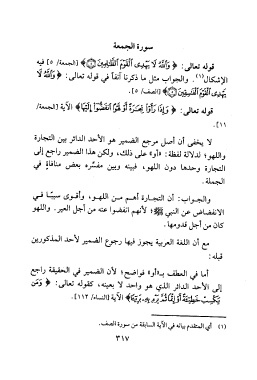 سورة الجمعة
قوله تعالى: ﴿وَاللَّهُ لَا يَهْدِي الْقَوْمَ الظَّالِمِينَ﴾ [الجمعة/ ٥] فيه
الإشكال(١). والجواب مثل ما ذكرنا آنفًا في قوله تعالى: ﴿وَاللَّهُ لَا
يَهْدِي الْقَوْمَ الْفَاسِقِينَ﴾ [الصف/ ٥].
قوله تعالى: ﴿وَإِذَا رَأَوْا تِجَارَةً أَوْ لَهْوًا انْفَضُّوا إِلَيْهَا﴾ الآية [الجمعة/
١١].
لا يخفى أن أصل مرجع الضمير هو الأحد الدائر بين التجارة
واللهو؛ لدلالة لفظة: «أو» على ذلك، ولكن هذا الضمير راجع إلى
التجارة وحدها دون اللهو، فبينه وبين مفسِّره بعض منافاة في
الجملة.
والجواب: أن التجارة أهم من اللهو، وأقوى سببًا في
الانفضاض عن النبي ﷺ؛ لأنهم انفضوا عنه من أجل العير. واللهو
كان من أجل قدومها.
مع أن اللغة العربية يجوز فيها رجوع الضمير لأحد المذكورين
قبله:
أما في العطف بـ«أو» فواضح؛ لأن الضمير في الحقيقة راجع
إلى الأحد الدائر الذي هو واحد لا بعينه، كقوله تعالى: ﴿وَمَن
يَكْسِبْ خَطِيئَةً أَوْ إِثْمًا ثُمَّ يَرْمِ بِهِ بَرِيئًا﴾ الآية [النساء/ ١١٢].
(١) أي المتقدم بيانه في الآية السابقة من سورة الصف.
٣١٧